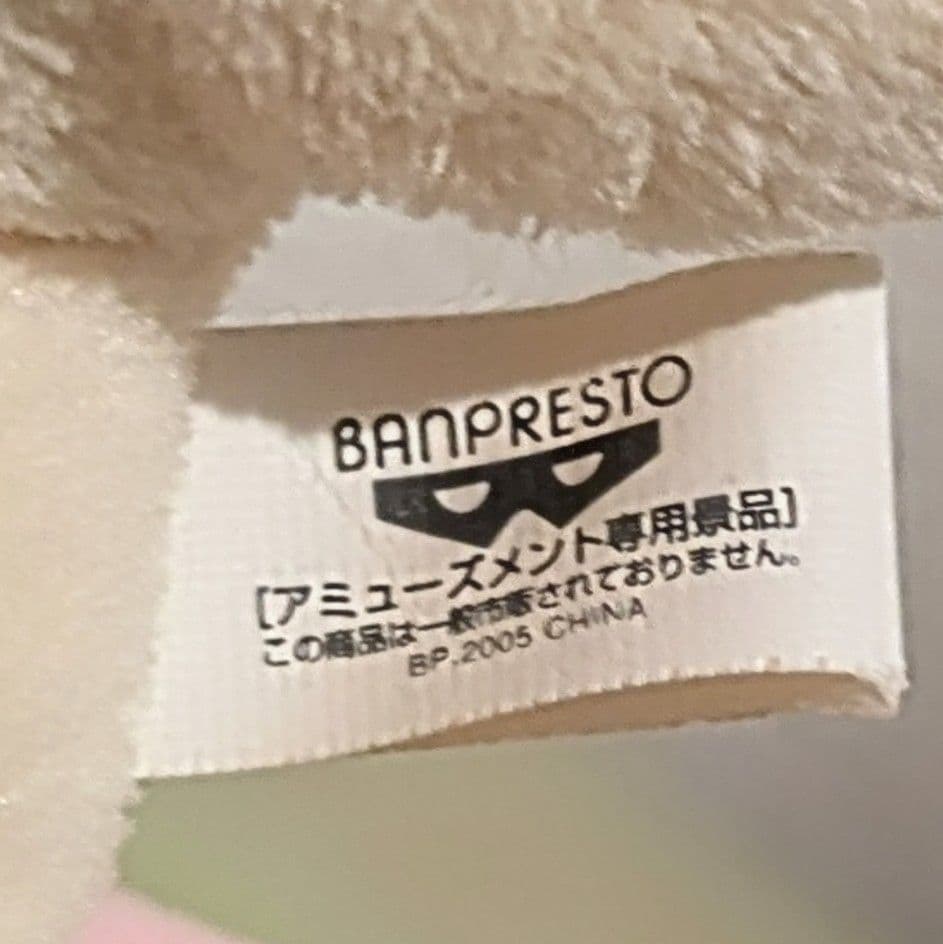 BANPRESTO
[アミューズメント専用景品]
この商品は一般市販されておりません。
BP.2005 CHINA